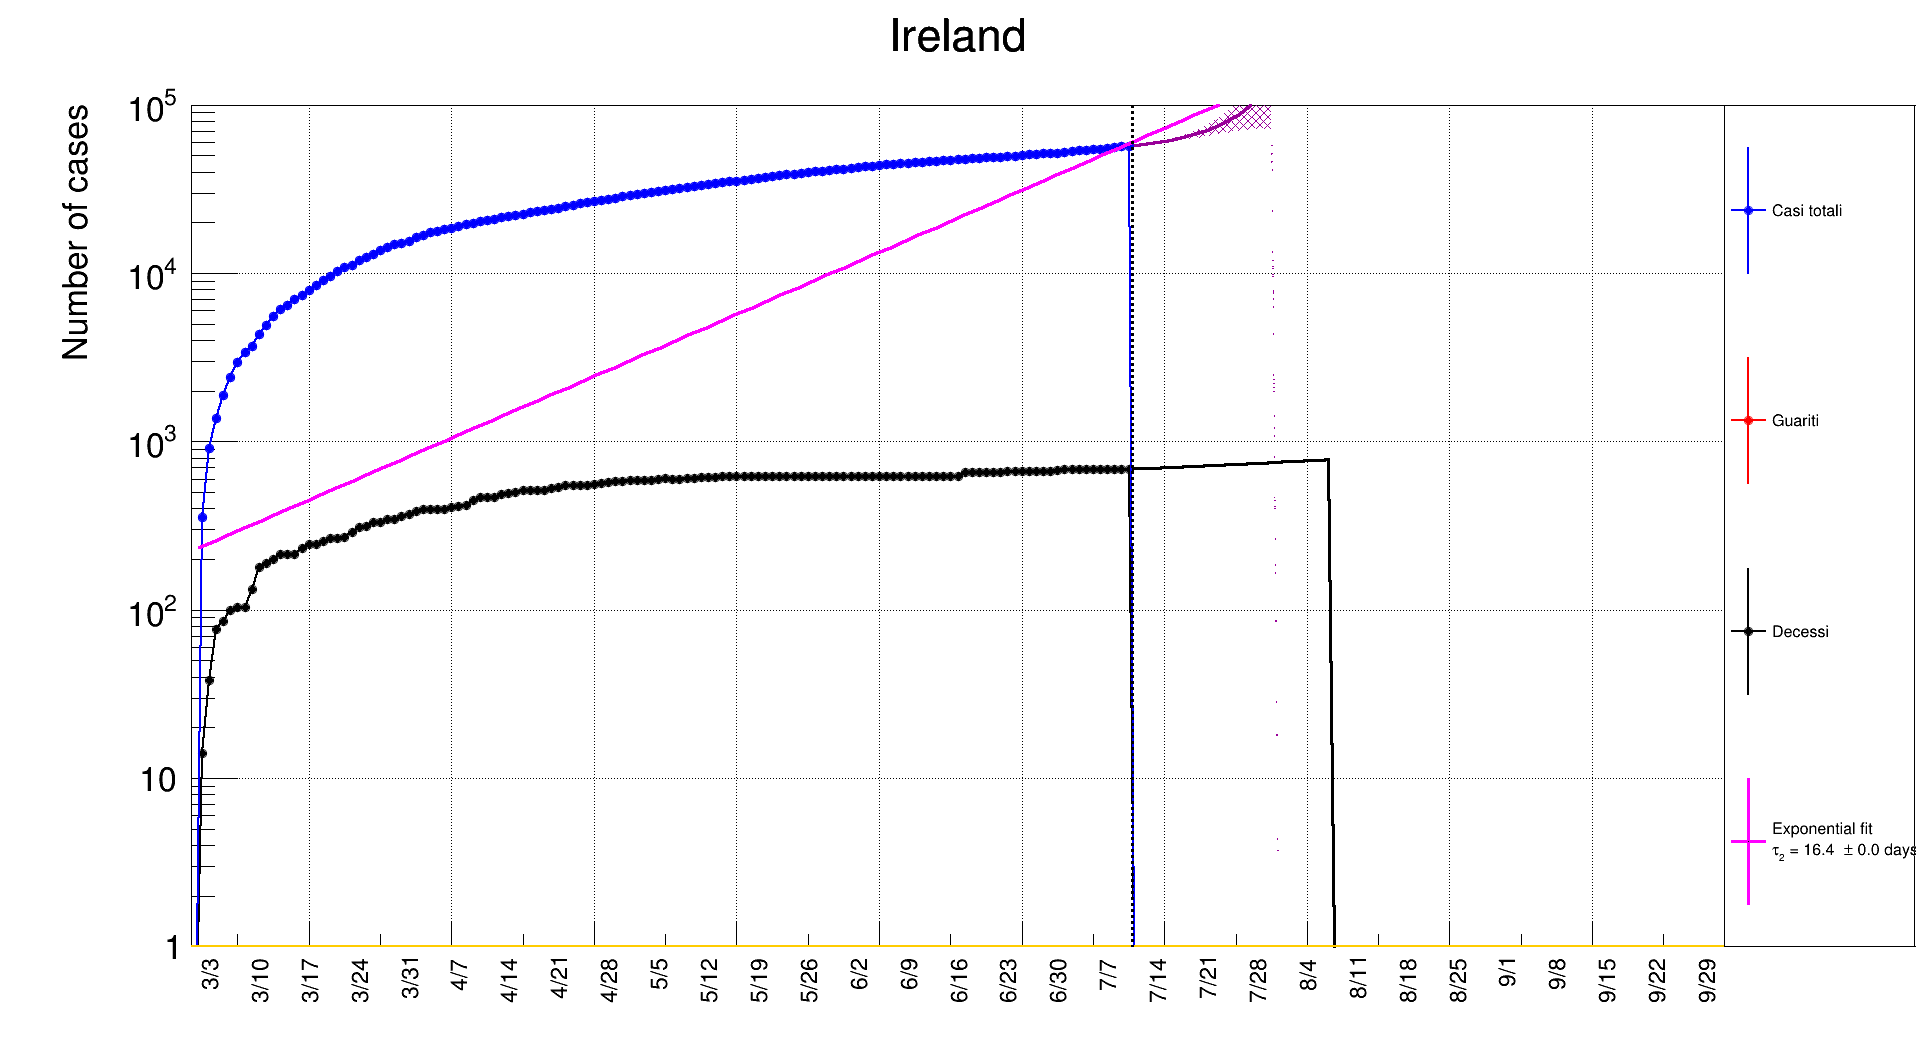 Ireland
Number of cases
10^5
10^4
10^3
10^2
10
1
3/3 3/10 3/17 3/24 3/31 4/7 4/14 4/21 4/28 5/5 5/12 5/19 5/26 6/2 6/9 6/16 6/23 6/30 7/7 7/14 7/21 7/28 8/4 8/11 8/18 8/25 9/1 9/8 9/15 9/22 9/29
Casi totali
Guariti
Decessi
Exponential fit
τ₂ = 16.4 ± 0.0 days